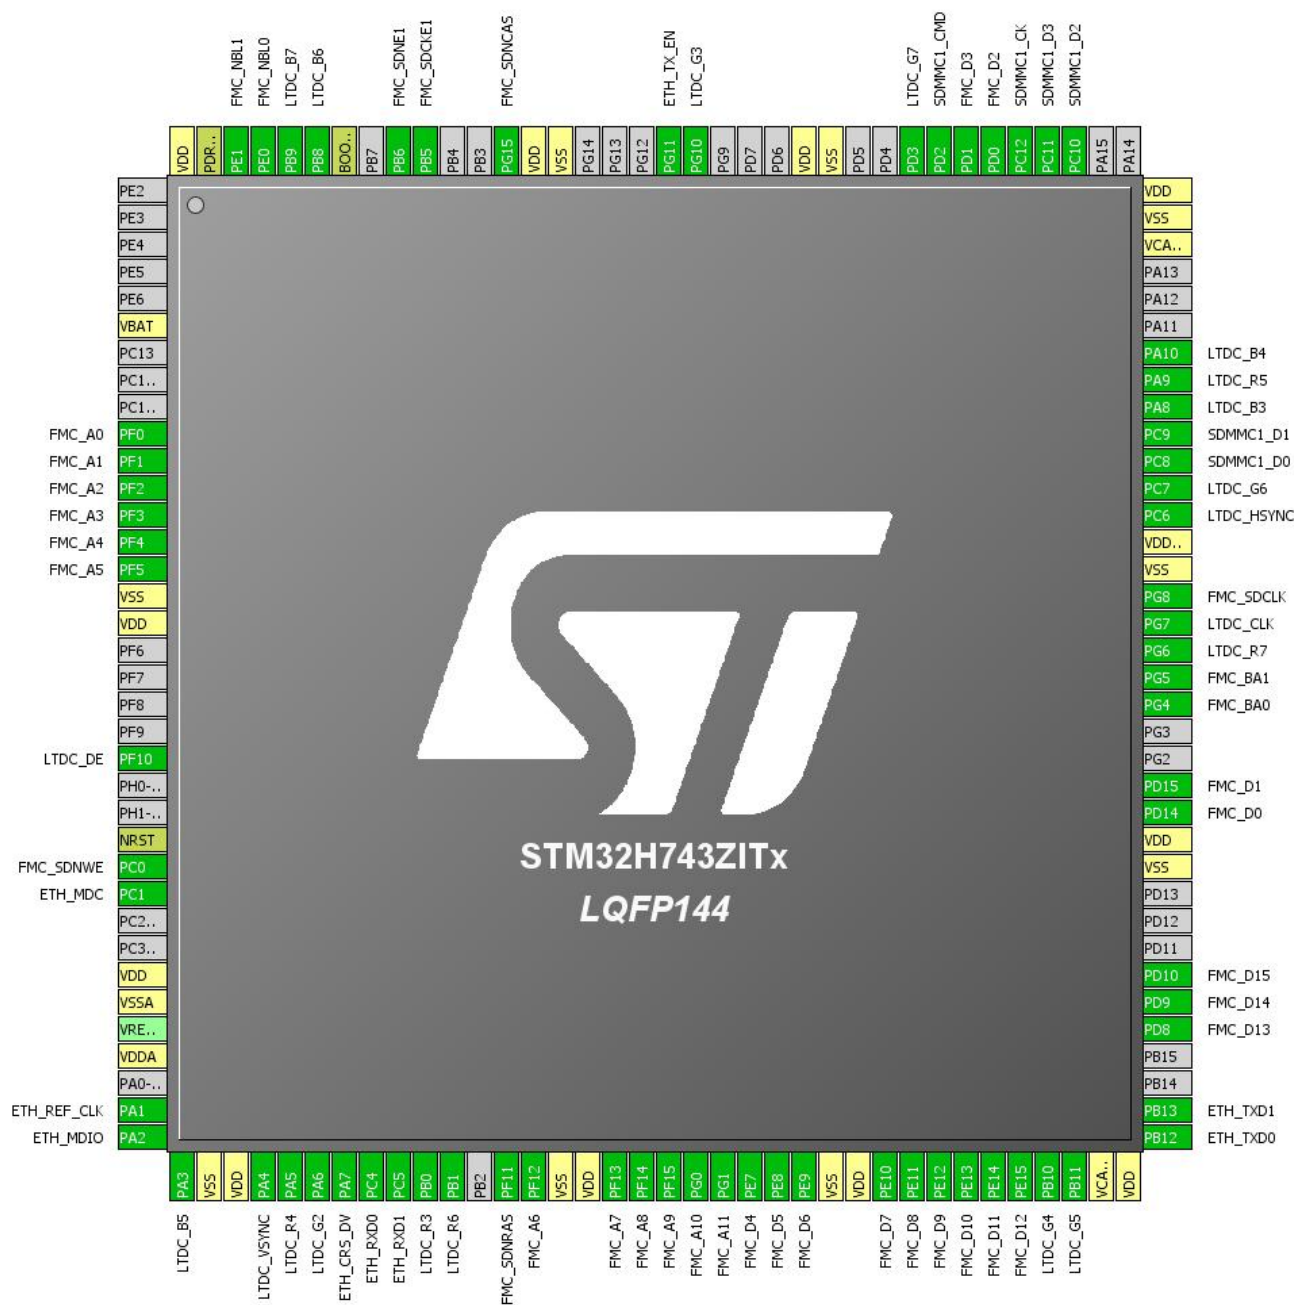 FMC_NBL1
FMC_NBL0
LTDC_B7
LTDC_B6
FMC_SDNE1
FMC_SDCKE1
FMC_SDNCAS
ETH_TX_EN
LTDC_G3
LTDC_G7
SDMMC1_CMD
FMC_D3
FMC_D2
SDMMC1_CK
SDMMC1_D3
SDMMC1_D2
VDD
PDR..
PE1
PE0
PB9
PB8
BOO..
PB7
PB6
PB5
PB4
PB3
PG15
VDD
VSS
PG14
PG13
PG12
PG11
PG10
PG9
PD7
PD6
VDD
VSS
PD5
PD4
PD3
PD2
PD1
PD0
PC12
PC11
PC10
PA15
PA14
PE2
PE3
PE4
PE5
PE6
VBAT
PC13
PC1..
PC1..
FMC_A0 PF0
FMC_A1 PF1
FMC_A2 PF2
FMC_A3 PF3
FMC_A4 PF4
FMC_A5 PF5
VSS
VDD
PF6
PF7
PF8
PF9
LTDC_DE PF10
PH0-..
PH1-..
NRST
FMC_SDNWE PC0
ETH_MDC PC1
PC2..
PC3..
VDD
VSSA
VRE..
VDDA
PA0-..
ETH_REF_CLK PA1
ETH_MDIO PA2
STM32H743ZITx
LQFP144
VDD
VSS
VCA..
PA13
PA12
PA11
PA10 LTDC_B4
PA9 LTDC_R5
PA8 LTDC_B3
PC9 SDMMC1_D1
PC8 SDMMC1_D0
PC7 LTDC_G6
PC6 LTDC_HSYNC
VDD..
VSS
PG8 FMC_SDCLK
PG7 LTDC_CLK
PG6 LTDC_R7
PG5 FMC_BA1
PG4 FMC_BA0
PG3
PG2
PD15 FMC_D1
PD14 FMC_D0
VDD
VSS
PD13
PD12
PD11
PD10 FMC_D15
PD9 FMC_D14
PD8 FMC_D13
PB15
PB14
PB13 ETH_TXD1
PB12 ETH_TXD0
PA3
VSS
VDD
PA4
PA5
PA6
PA7
PC4
PC5
PB0
PB1
PB2
PF11
PF12
VSS
VDD
PF13
PF14
PF15
PG0
PG1
PE7
PE8
PE9
VSS
VDD
PE10
PE11
PE12
PE13
PE14
PE15
PB10
PB11
VCA..
VDD
LTDC_B5
LTDC_VSYNC
LTDC_R4
LTDC_G2
ETH_CRS_DV
ETH_RXD0
ETH_RXD1
LTDC_R3
LTDC_R6
FMC_SDNRAS
FMC_A6
FMC_A7
FMC_A8
FMC_A9
FMC_A10
FMC_A11
FMC_D4
FMC_D5
FMC_D6
FMC_D7
FMC_D8
FMC_D9
FMC_D10
FMC_D11
FMC_D12
LTDC_G4
LTDC_G5